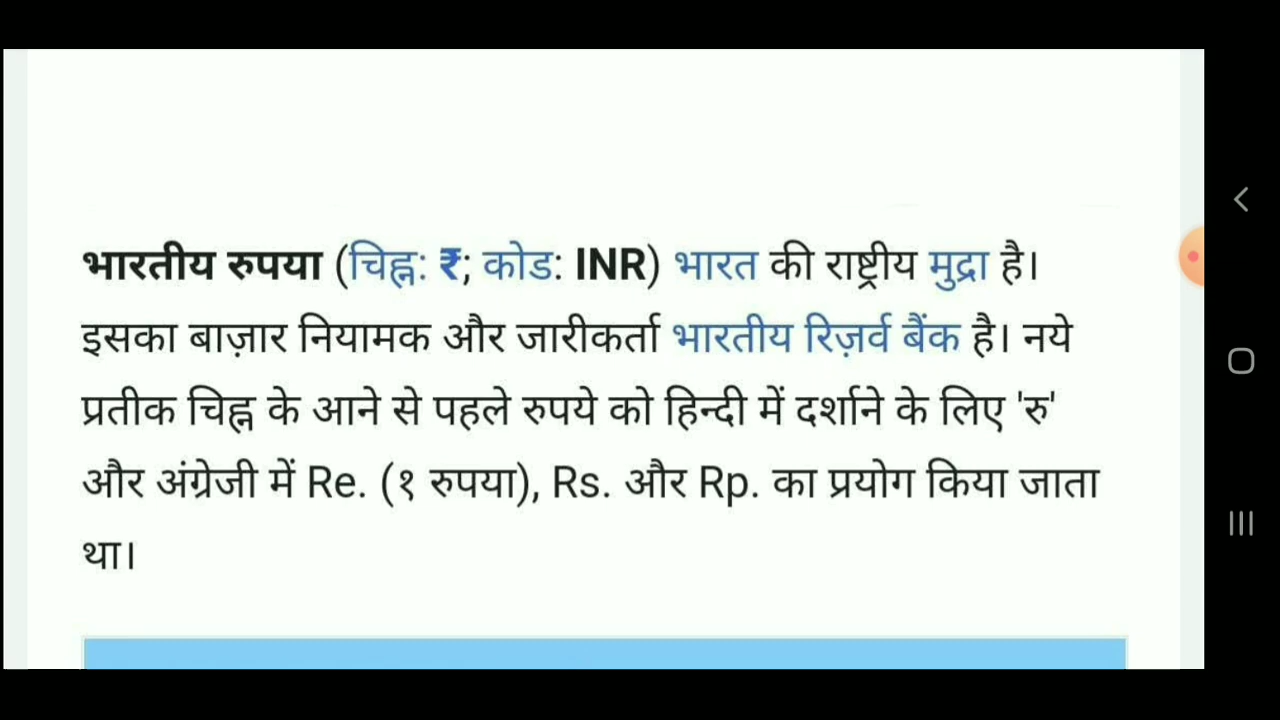 भारतीय रुपया (चिह्न: ₹; कोड: INR) भारत की राष्ट्रीय मुद्रा है।
इसका बाज़ार नियामक और जारीकर्ता भारतीय रिज़र्व बैंक है। नये
प्रतीक चिह्न के आने से पहले रुपये को हिन्दी में दर्शाने के लिए 'रु'
और अंग्रेजी में Re. (१ रुपया), Rs. और Rp. का प्रयोग किया जाता
था।